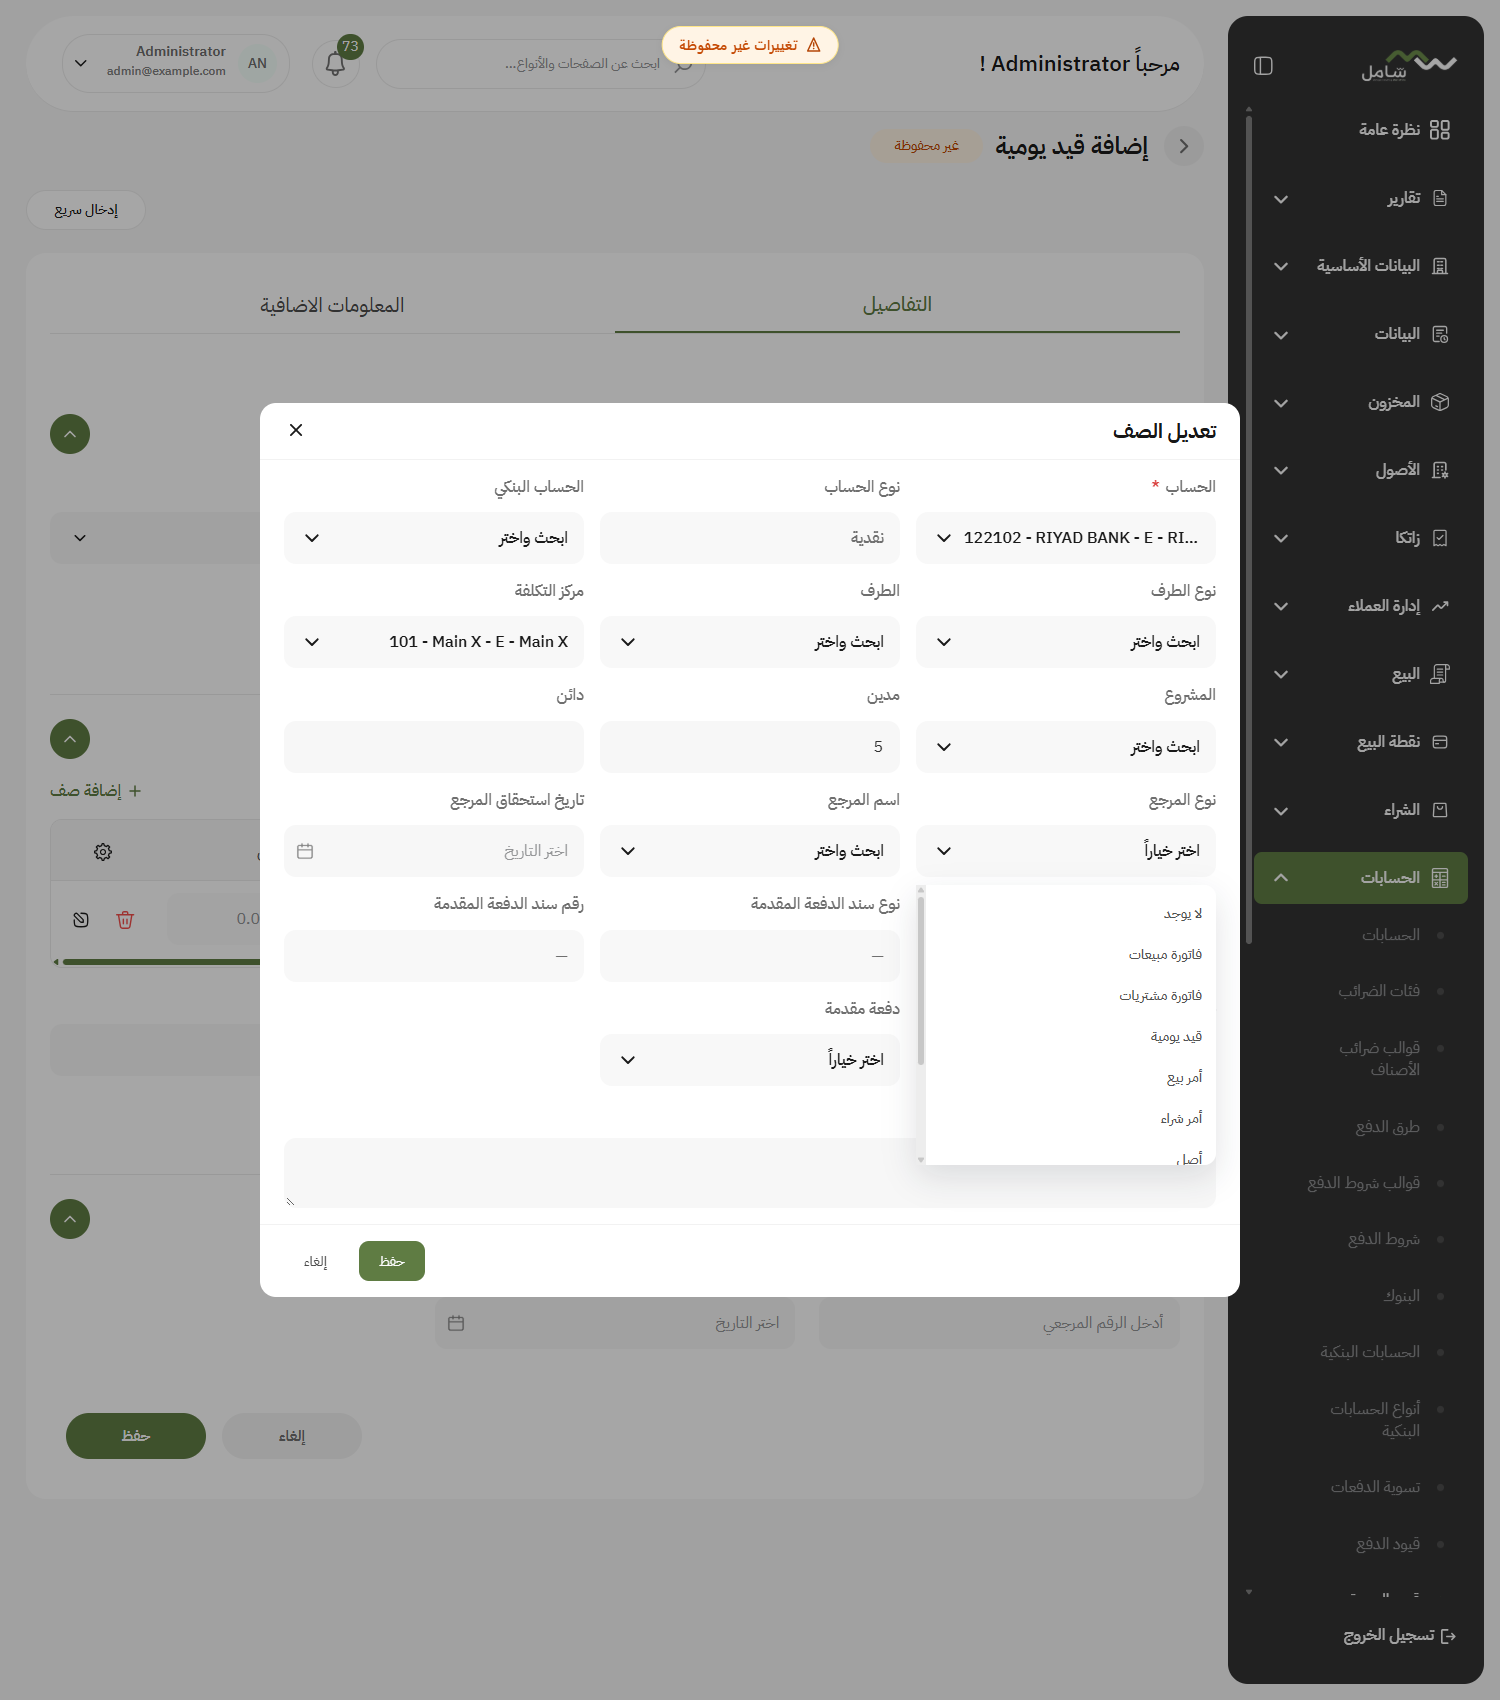 شامل
نظرة عامة
تقارير
البيانات الأساسية
البيانات
المخزون
الأصول
زاتكا
إدارة العملاء
البيع
نقطة البيع
الشراء
الحسابات
الحسابات
فئات الضرائب
قوالب ضرائب
الأصناف
طرق الدفع
قوالب شروط الدفع
شروط الدفع
البنوك
الحسابات البنكية
أنواع الحسابات
البنكية
تسوية الدفعات
قيود الدفع
تسجيل الخروج
مرحباً Administrator !
تغييرات غير محفوظة
ابحث عن الصفحات والأنواع...
73
AN
Administrator
admin@example.com
إضافة قيد يومية
غير محفوظة
إدخال سريع
التفاصيل
المعلومات الاضافية
إضافة صف
0.0
تعديل الصف
الحساب *
نوع الحساب
الحساب البنكي
122102 - RIYAD BANK - E - RI...
نقدية
ابحث واختر
نوع الطرف
الطرف
مركز التكلفة
ابحث واختر
ابحث واختر
101 - Main X - E - Main X
المشروع
مدين
دائن
ابحث واختر
5
نوع المرجع
اسم المرجع
تاريخ استحقاق المرجع
اختر خياراً
ابحث واختر
اختر التاريخ
لا يوجد
فاتورة مبيعات
فاتورة مشتريات
قيد يومية
أمر بيع
أمر شراء
أصل
نوع سند الدفعة المقدمة
رقم سند الدفعة المقدمة
—
—
دفعة مقدمة
اختر خياراً
حفظ
إلغاء
أدخل الرقم المرجعي
اختر التاريخ
إلغاء
حفظ